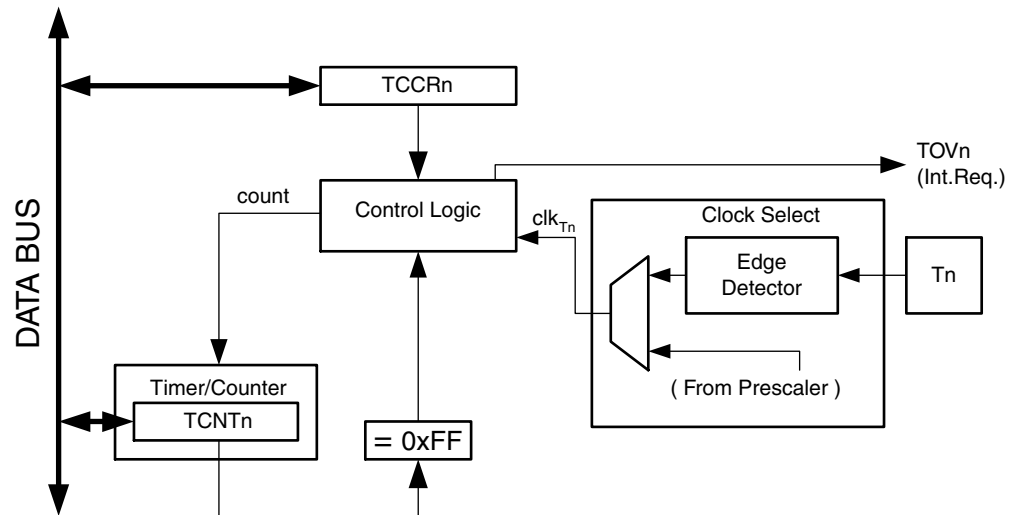 TCCRn
TOVn
(Int.Req.)
count
Control Logic
clkTn
Clock Select
Edge
Detector
Tn
DATA BUS
Timer/Counter
TCNTn
= 0xFF
( From Prescaler )